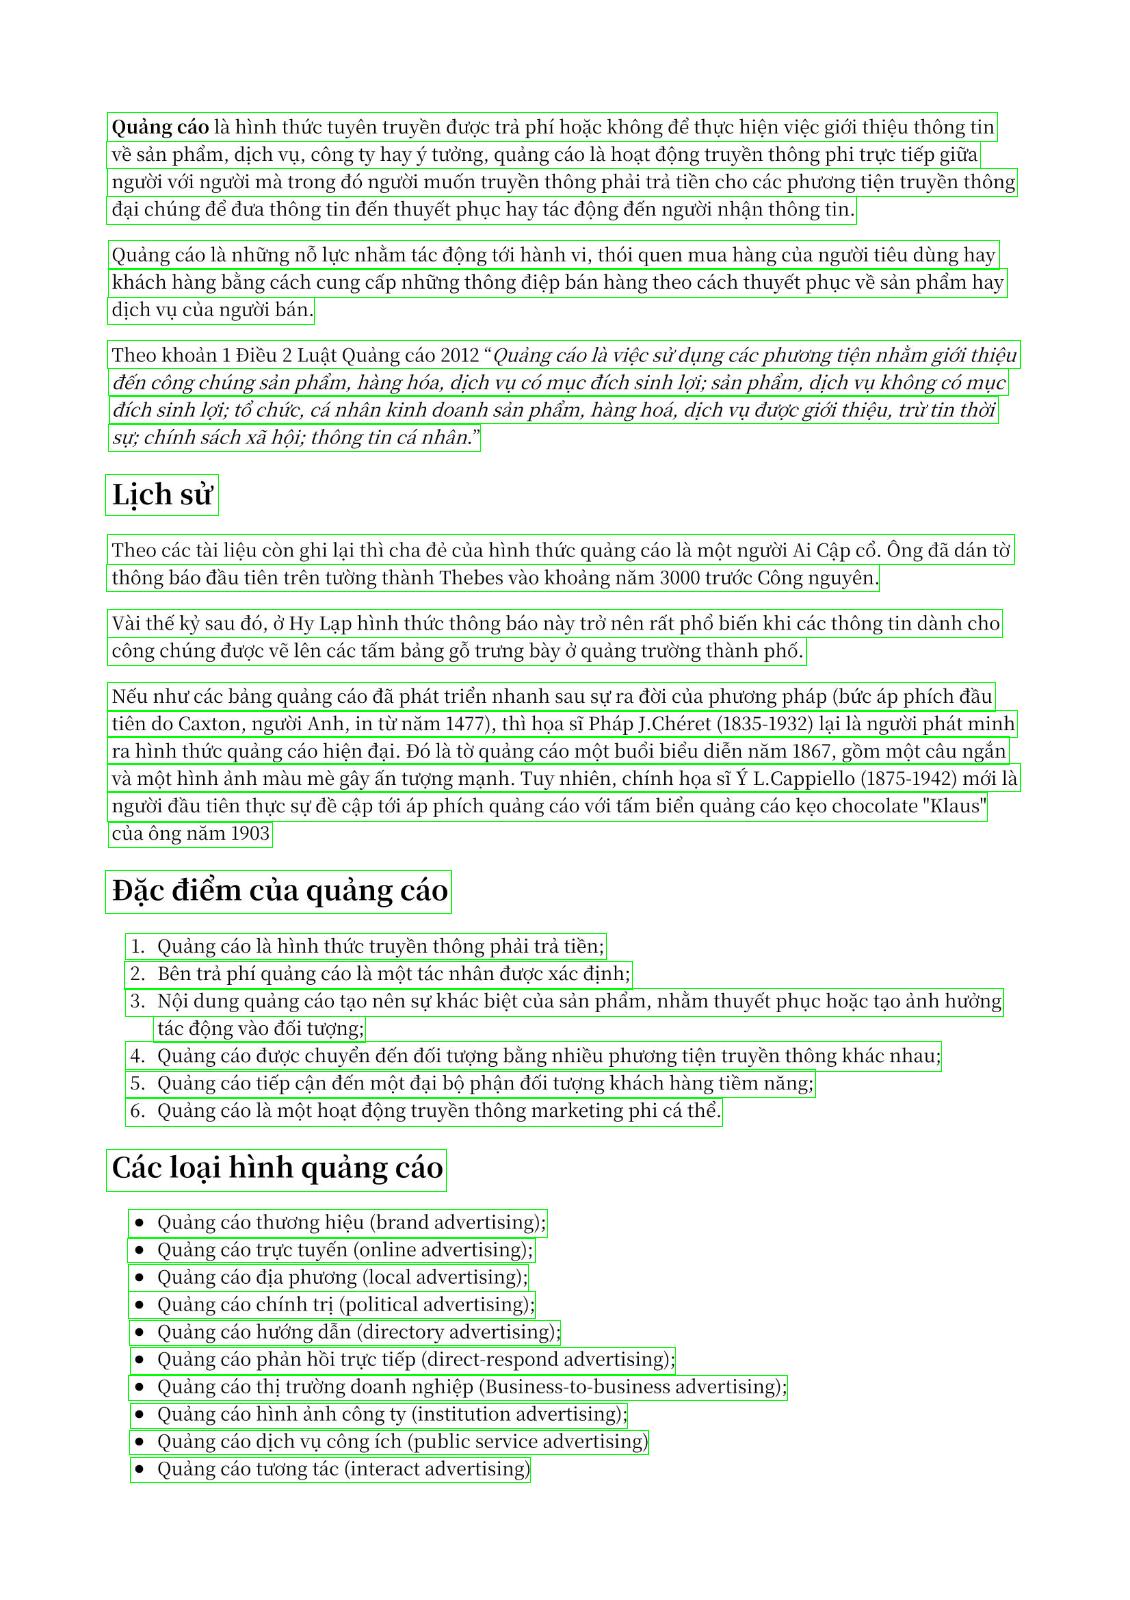 Quảng cáo là hình thức tuyên truyền được trả phí hoặc không để thực hiện việc giới thiệu thông tin
về sản phẩm, dịch vụ, công ty hay ý tưởng, quảng cáo là hoạt động truyền thông phi trực tiếp giữa
người với người mà trong đó người muốn truyền thông phải trả tiền cho các phương tiện truyền thông
đại chúng để đưa thông tin đến thuyết phục hay tác động đến người nhận thông tin.
Quảng cáo là những nỗ lực nhằm tác động tới hành vi, thói quen mua hàng của người tiêu dùng hay
khách hàng bằng cách cung cấp những thông điệp bán hàng theo cách thuyết phục về sản phẩm hay
dịch vụ của người bán.
Theo khoản 1 Điều 2 Luật Quảng cáo 2012 “Quảng cáo là việc sử dụng các phương tiện nhằm giới thiệu
đến công chúng sản phẩm, hàng hóa, dịch vụ có mục đích sinh lợi; sản phẩm, dịch vụ không có mục
đích sinh lợi; tổ chức, cá nhân kinh doanh sản phẩm, hàng hoá, dịch vụ được giới thiệu, trừ tin thời
sự; chính sách xã hội; thông tin cá nhân.”
Lịch sử
Theo các tài liệu còn ghi lại thì cha đẻ của hình thức quảng cáo là một người Ai Cập cổ. Ông đã dán tờ
thông báo đầu tiên trên tường thành Thebes vào khoảng năm 3000 trước Công nguyên.
Vài thế kỷ sau đó, ở Hy Lạp hình thức thông báo này trở nên rất phổ biến khi các thông tin dành cho
công chúng được vẽ lên các tấm bảng gỗ trưng bày ở quảng trường thành phố.
Nếu như các bảng quảng cáo đã phát triển nhanh sau sự ra đời của phương pháp (bức áp phích đầu
tiên do Caxton, người Anh, in từ năm 1477), thì họa sĩ Pháp J.Chéret (1835-1932) lại là người phát minh
ra hình thức quảng cáo hiện đại. Đó là tờ quảng cáo một buổi biểu diễn năm 1867, gồm một câu ngắn
và một hình ảnh màu mè gây ấn tượng mạnh. Tuy nhiên, chính họa sĩ Ý L.Cappiello (1875-1942) mới là
người đầu tiên thực sự đề cập tới áp phích quảng cáo với tấm biển quảng cáo kẹo chocolate "Klaus"
của ông năm 1903
Đặc điểm của quảng cáo
1. Quảng cáo là hình thức truyền thông phải trả tiền;
2. Bên trả phí quảng cáo là một tác nhân được xác định;
3. Nội dung quảng cáo tạo nên sự khác biệt của sản phẩm, nhằm thuyết phục hoặc tạo ảnh hưởng
tác động vào đối tượng;
4. Quảng cáo được chuyển đến đối tượng bằng nhiều phương tiện truyền thông khác nhau;
5. Quảng cáo tiếp cận đến một đại bộ phận đối tượng khách hàng tiềm năng;
6. Quảng cáo là một hoạt động truyền thông marketing phi cá thể.
Các loại hình quảng cáo
● Quảng cáo thương hiệu (brand advertising);
● Quảng cáo trực tuyến (online advertising);
● Quảng cáo địa phương (local advertising);
● Quảng cáo chính trị (political advertising);
● Quảng cáo hướng dẫn (directory advertising);
● Quảng cáo phản hồi trực tiếp (direct-respond advertising);
● Quảng cáo thị trường doanh nghiệp (Business-to-business advertising);
● Quảng cáo hình ảnh công ty (institution advertising);
● Quảng cáo dịch vụ công ích (public service advertising)
● Quảng cáo tương tác (interact advertising)